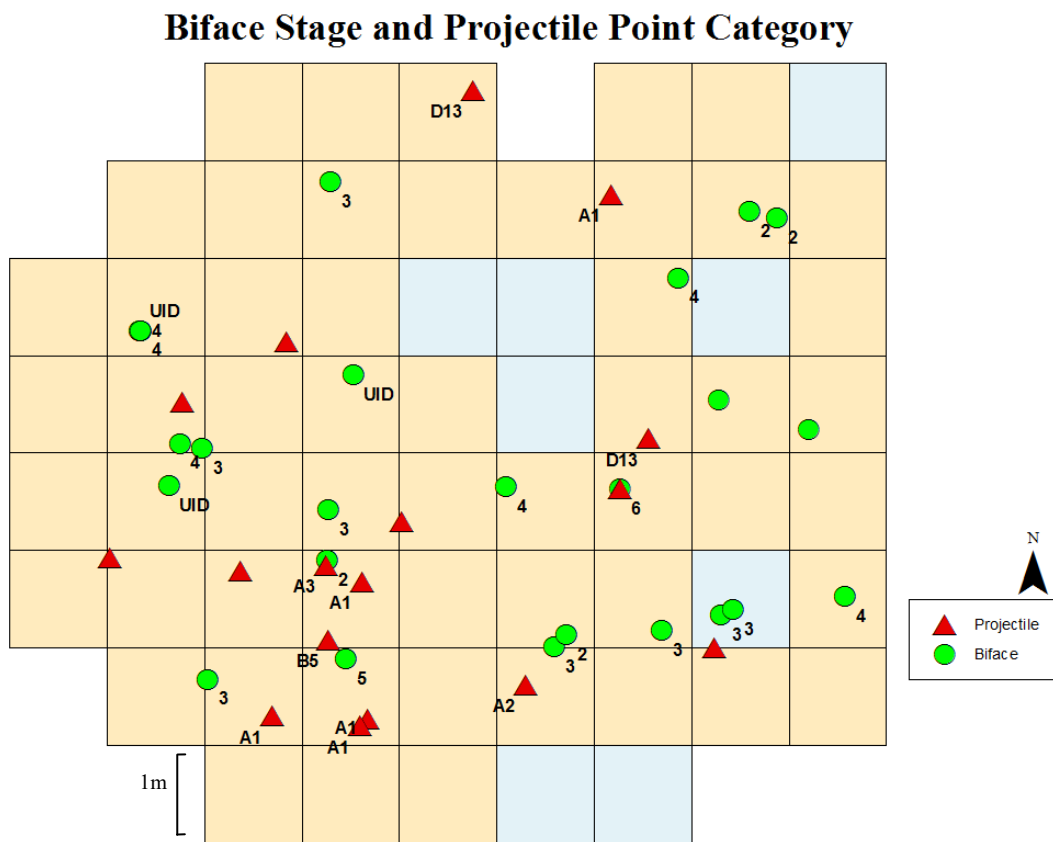 Biface Stage and Projectile Point Category
D13
3
A1
2
2
4
UID
4
4
UID
D13
4
3
UID
4
6
3
A3
2
A1
4
3
3
3
2
3
B5
5
3
A2
A1
A1
A1
N
Projectile
Biface
1m